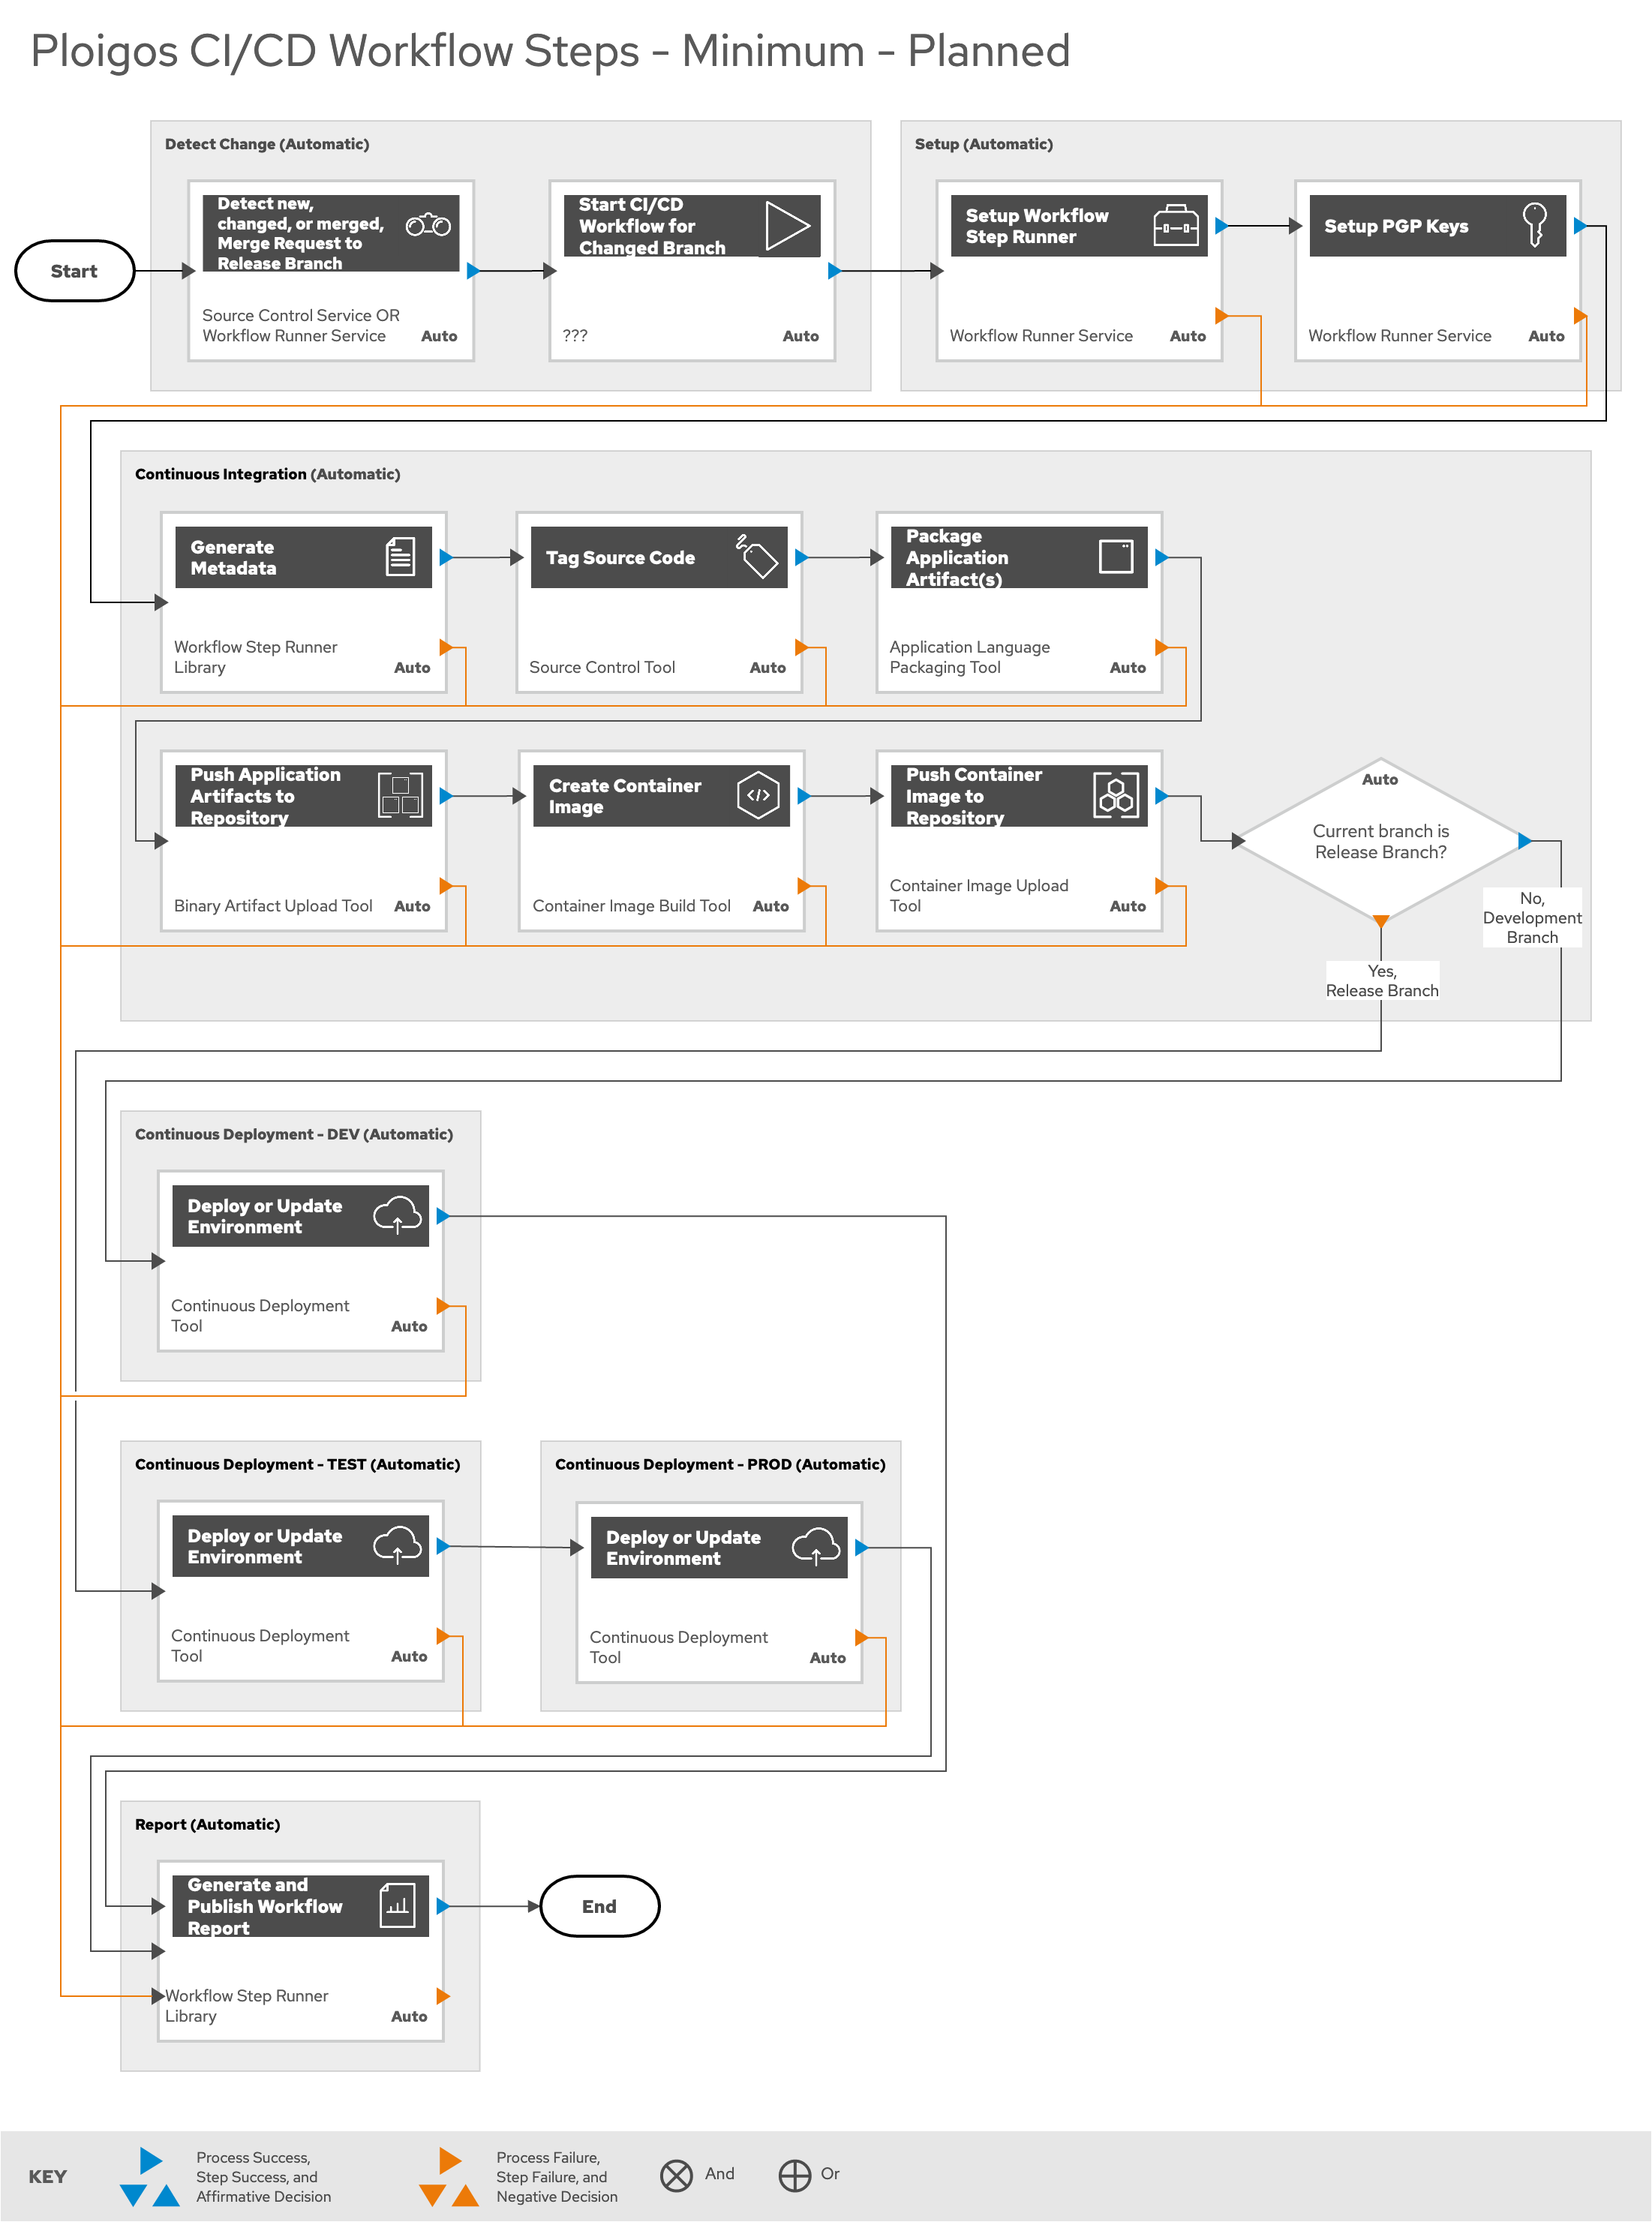 Ploigos CI/CD Workflow Steps - Minimum - Planned
Detect Change (Automatic)
Setup (Automatic)
Start
Detect new,
changed, or merged,
Merge Request to
Release Branch
Source Control Service OR
Workflow Runner Service
Auto
Start CI/CD
Workflow for
Changed Branch
???
Auto
Setup Workflow
Step Runner
Workflow Runner Service
Auto
Setup PGP Keys
Workflow Runner Service
Auto
Continuous Integration (Automatic)
Generate
Metadata
Workflow Step Runner
Library
Auto
Tag Source Code
Source Control Tool
Auto
Package
Application
Artifact(s)
Application Language
Packaging Tool
Auto
Push Application
Artifacts to
Repository
Binary Artifact Upload Tool
Auto
Create Container
Image
Container Image Build Tool
Auto
Push Container
Image to
Repository
Container Image Upload
Tool
Auto
Auto
Current branch is
Release Branch?
No,
Development
Branch
Yes,
Release Branch
Continuous Deployment - DEV (Automatic)
Deploy or Update
Environment
Continuous Deployment
Tool
Auto
Continuous Deployment - TEST (Automatic)
Deploy or Update
Environment
Continuous Deployment
Tool
Auto
Continuous Deployment - PROD (Automatic)
Deploy or Update
Environment
Continuous Deployment
Tool
Auto
Report (Automatic)
Generate and
Publish Workflow
Report
Workflow Step Runner
Library
Auto
End
KEY
Process Success,
Step Success, and
Affirmative Decision
Process Failure,
Step Failure, and
Negative Decision
And
Or